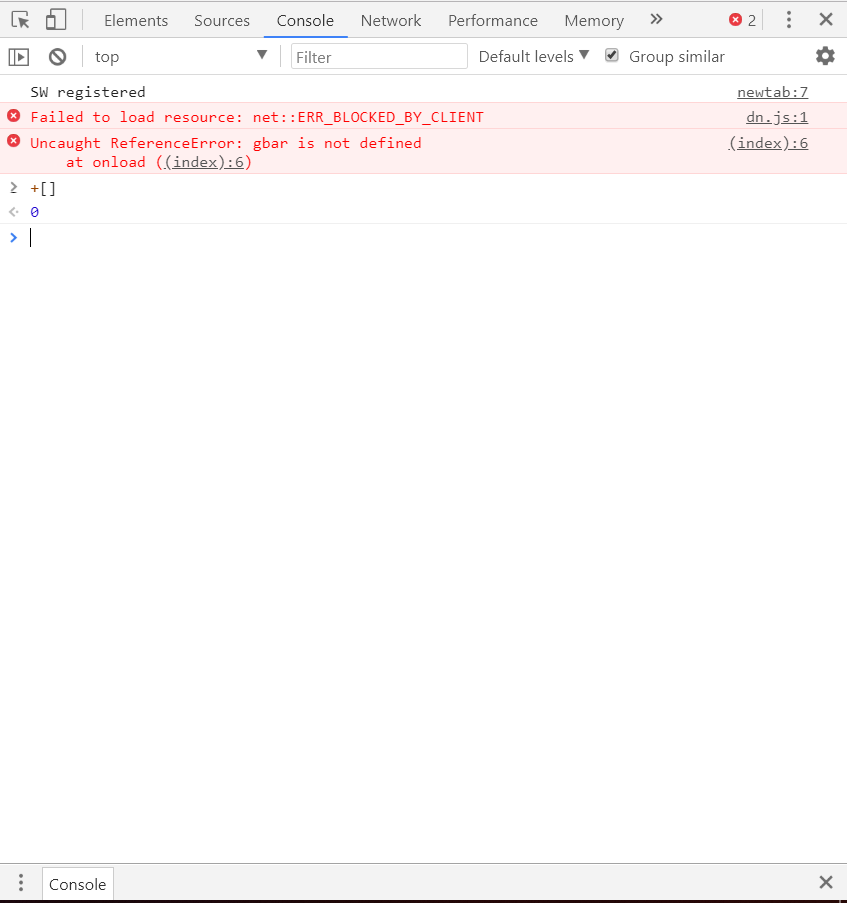 Elements Sources Console Network Performance Memory 2
top Filter Default levels Group similar
SW registered newtab:7
Failed to load resource: net::ERR_BLOCKED_BY_CLIENT dn.js:1
Uncaught ReferenceError: gbar is not defined (index):6
at onload ((index):6)
+[]
0
Console